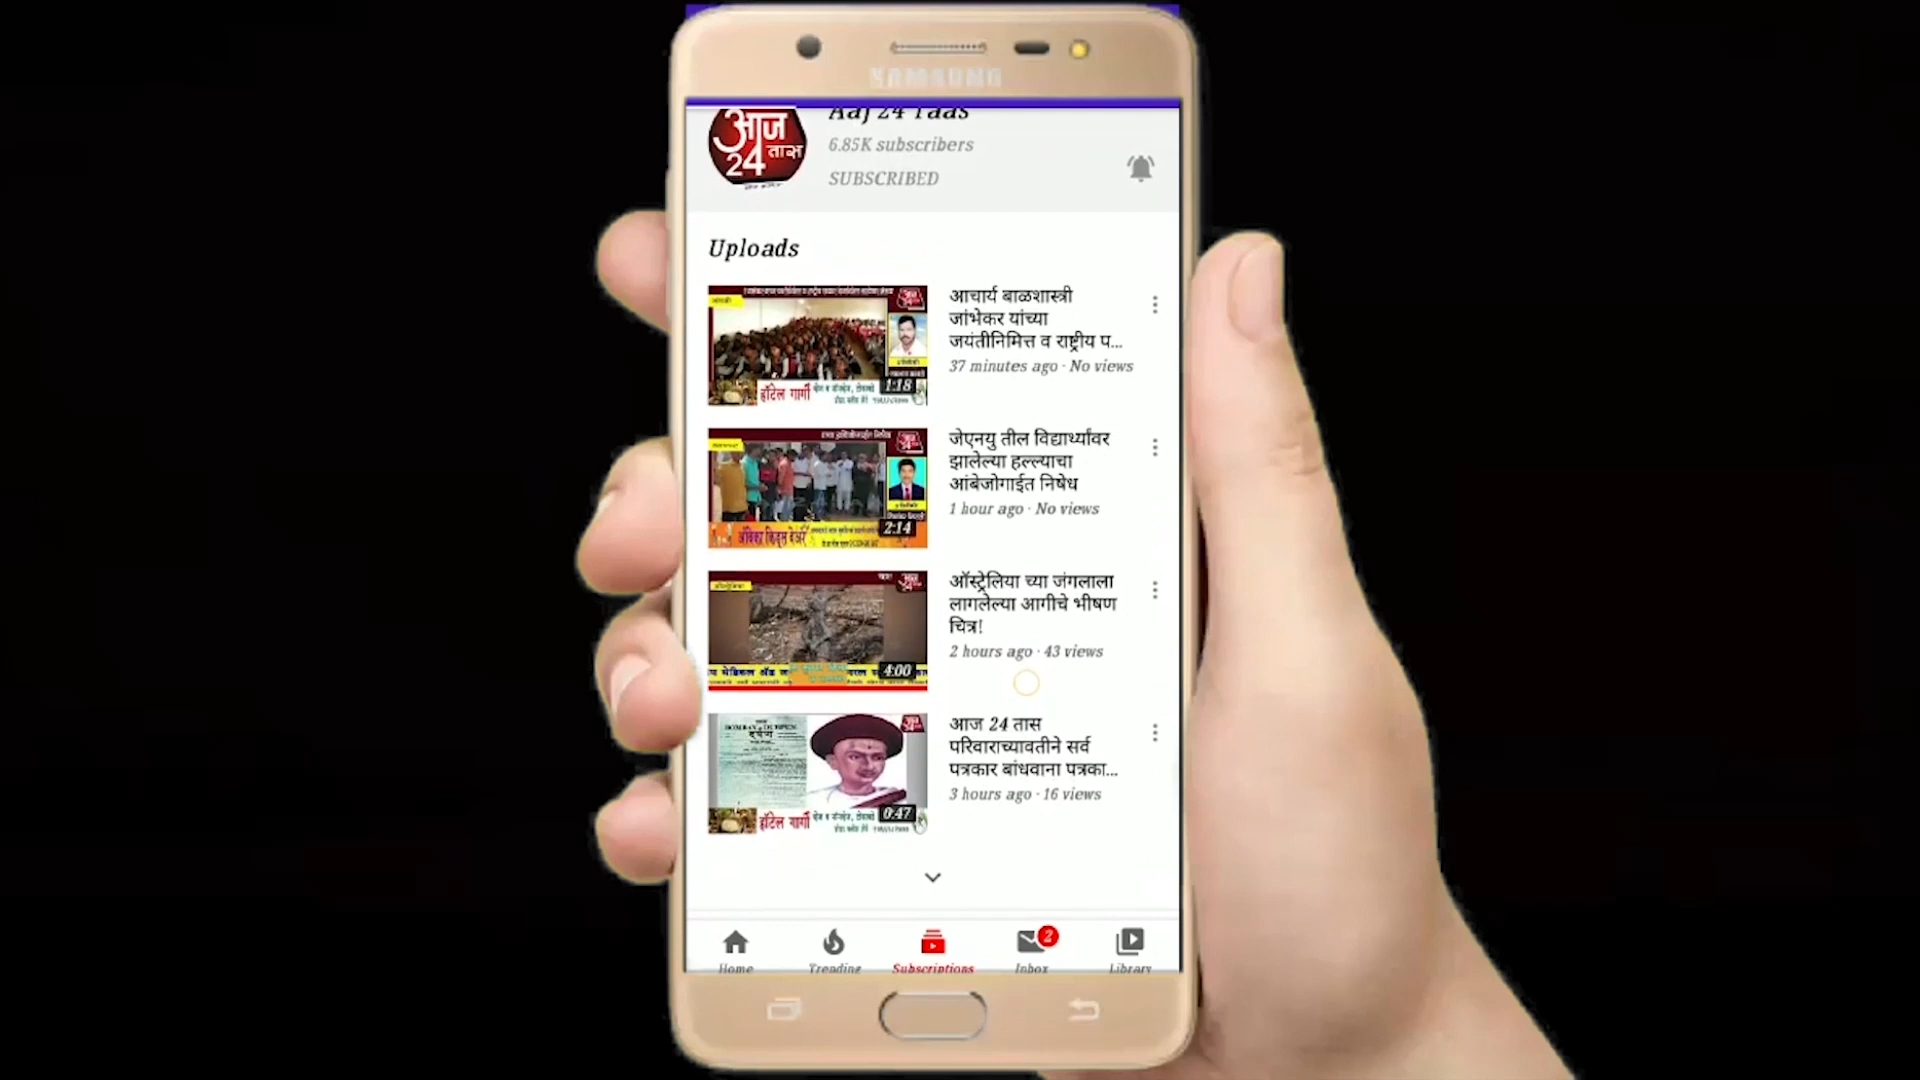 SAMSUNG
Aaj 24 Taas
आज
24 तास
6.85K subscribers
SUBSCRIBED
Uploads
आचार्य बाळशास्त्री
जांभेकर यांच्या
जयंतीनिमित्त व राष्ट्रीय प...
37 minutes ago · No views
हॉटेल गार्गी
1:18
जेएनयु तील विद्यार्थ्यांवर
झालेल्या हल्ल्याचा
आंबेजोगाईत निषेध
1 hour ago · No views
2:14
ऑस्ट्रेलिया च्या जंगलाला
लागलेल्या आगीचे भीषण
चित्र!
2 hours ago · 43 views
4:00
आज 24 तास
परिवाराच्यावतीने सर्व
पत्रकार बांधवाना पत्रका...
3 hours ago · 16 views
हॉटेल गार्गी
0:47
Home
Trending
Subscriptions
2
Inbox
Library